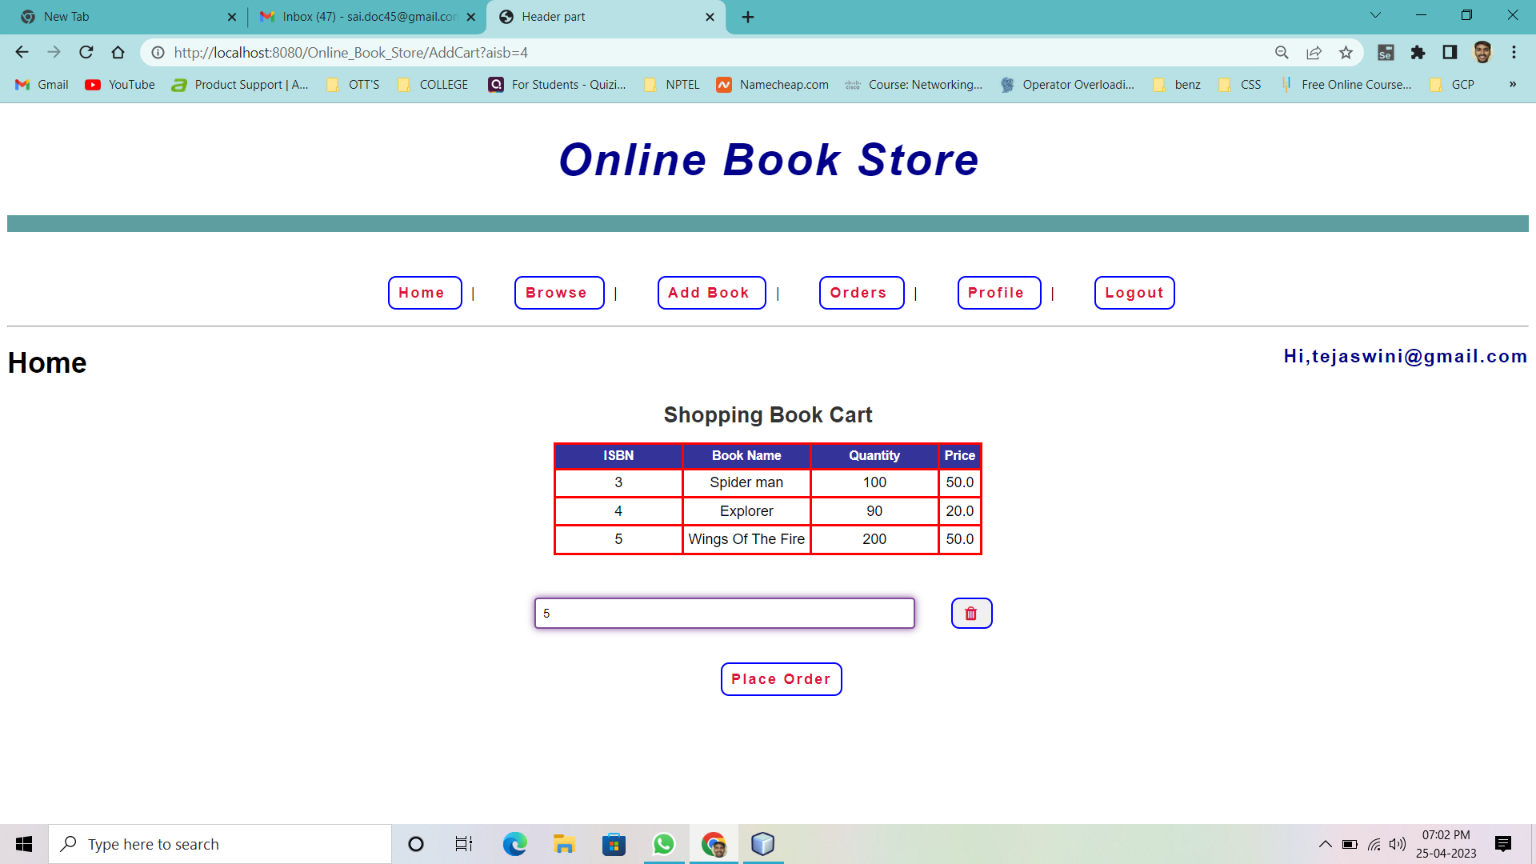 New Tab
Inbox (47) - sai.doc45@gmail.co
Header part
http://localhost:8080/Online_Book_Store/AddCart?aisb=4
Se
Gmail YouTube Product Support | A... OTT'S COLLEGE For Students - Quizi... NPTEL Namecheap.com Course: Networking... Operator Overloadi... benz CSS Free Online Course... GCP »
Online Book Store
Home | Browse | Add Book | Orders | Profile | Logout
Home
Hi,tejaswini@gmail.com
Shopping Book Cart
ISBN Book Name Quantity Price
3 Spider man 100 50.0
4 Explorer 90 20.0
5 Wings Of The Fire 200 50.0
5
Place Order
Type here to search
07:02 PM
25-04-2023